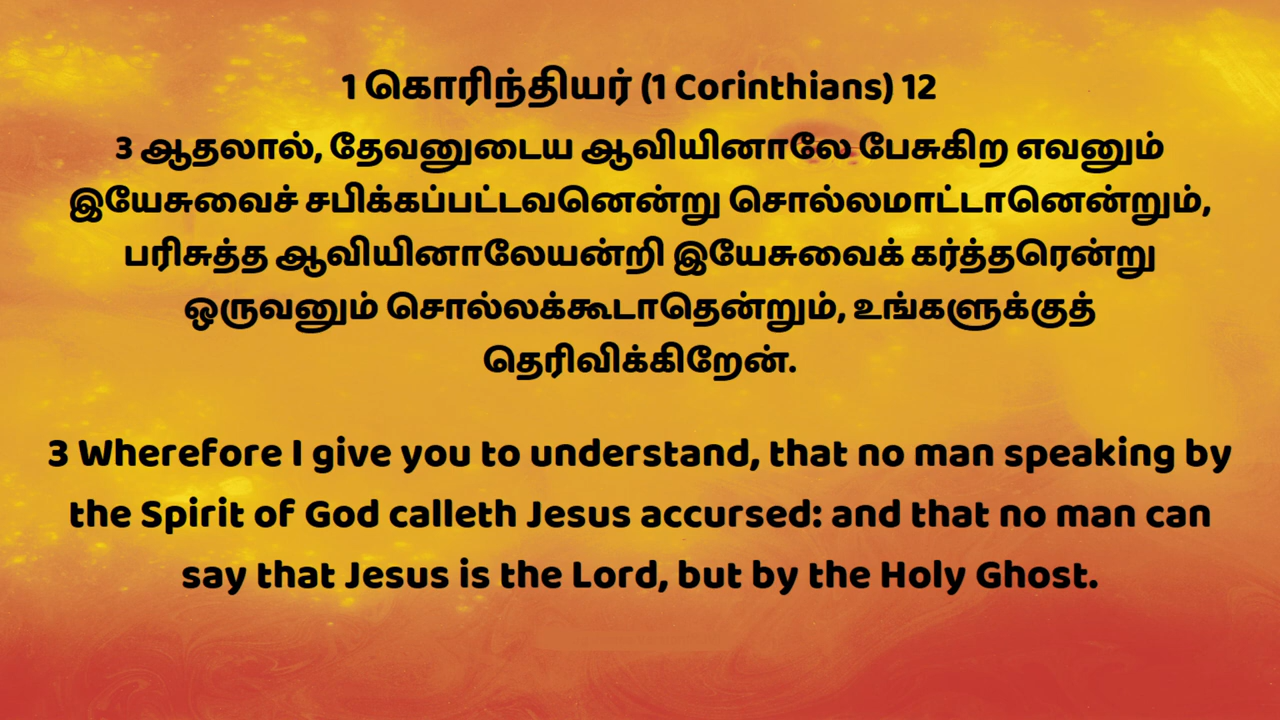 1 கொரிந்தியர் (1 Corinthians) 12
3 ஆதலால், தேவனுடைய ஆவியினாலே பேசுகிற எவனும்
இயேசுவைச் சபிக்கப்பட்டவனென்று சொல்லமாட்டானென்றும்,
பரிசுத்த ஆவியினாலேயன்றி இயேசுவைக் கர்த்தரென்று
ஒருவனும் சொல்லக்கூடாதென்றும், உங்களுக்குத்
தெரிவிக்கிறேன்.
3 Wherefore I give you to understand, that no man speaking by
the Spirit of God calleth Jesus accursed: and that no man can
say that Jesus is the Lord, but by the Holy Ghost.